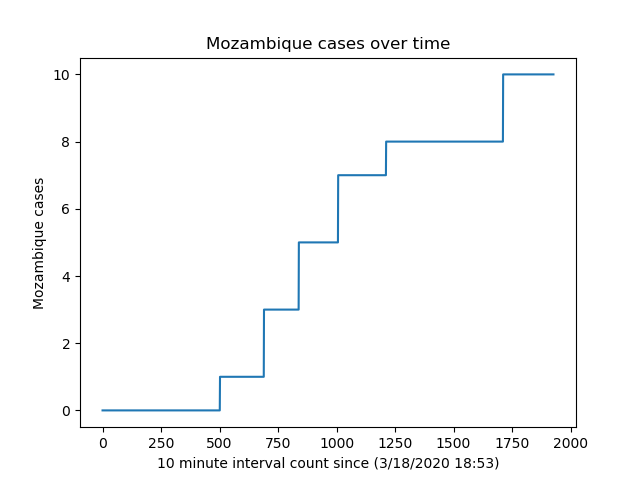 Mozambique cases over time
Mozambique cases
10
8
6
4
2
0
0 250 500 750 1000 1250 1500 1750 2000
10 minute interval count since (3/18/2020 18:53)